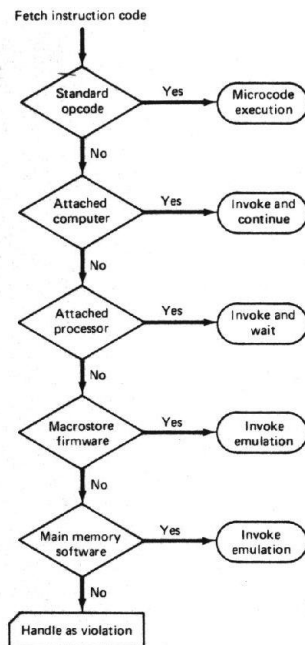 Fetch instruction code
Standard
opcode
Yes
Microcode
execution
No
Attached
computer
Yes
Invoke and
continue
No
Attached
processor
Yes
Invoke and
wait
No
Macrostore
firmware
Yes
Invoke
emulation
No
Main memory
software
Yes
Invoke
emulation
No
Handle as violation